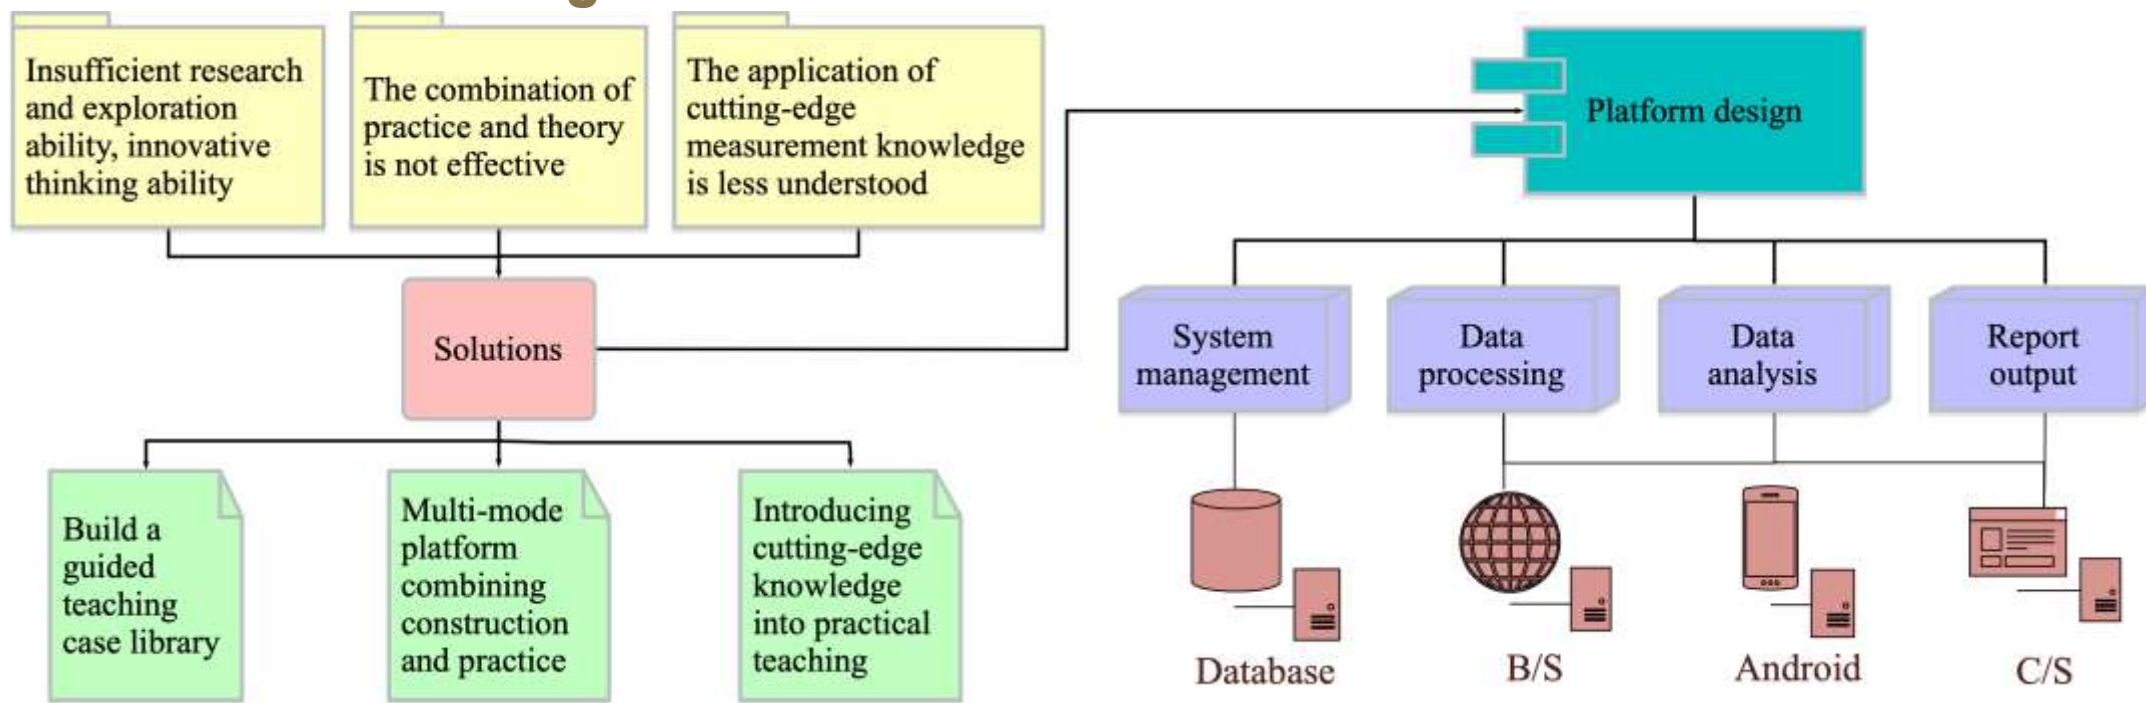 Insufficient research
and exploration
ability, innovative
thinking ability
The combination of
practice and theory
is not effective
The application of
cutting-edge
measurement knowledge
is less understood
Platform design
Solutions
System
management
Data
processing
Data
analysis
Report
output
Build a
guided
teaching
case library
Multi-mode
platform
combining
construction
and practice
Introducing
cutting-edge
knowledge
into practical
teaching
Database
B/S
Android
C/S